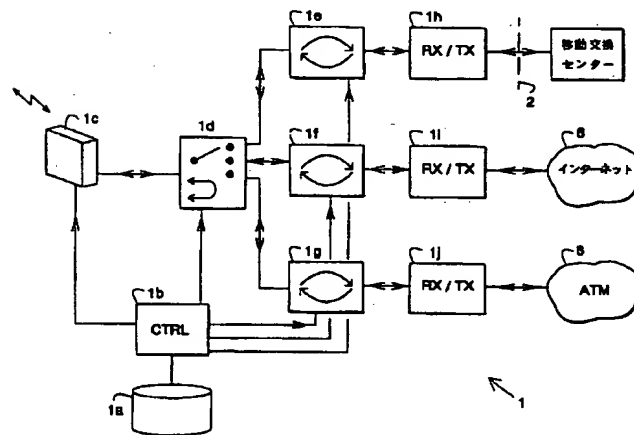 1e
1h
RX / TX
移動交換
センター
2
1c
1d
1f
1i
RX / TX
6
インターネット
1g
1j
RX / TX
8
ATM
1b
CTRL
1a
1